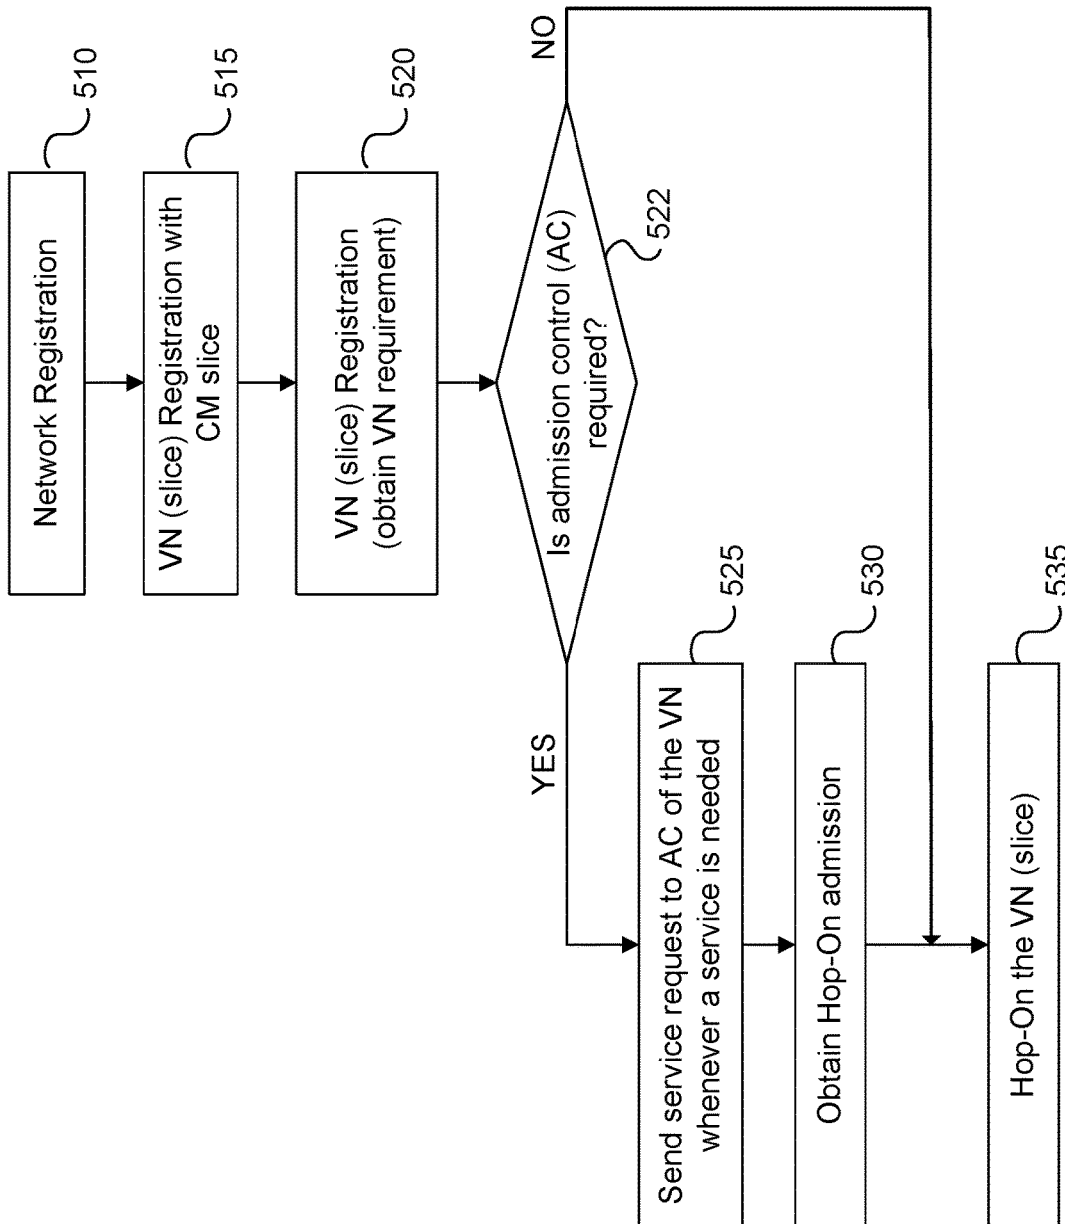 Network Registration
510
VN (slice) Registration with
CM slice
515
VN (slice) Registration
(obtain VN requirement)
520
Is admission control (AC)
required?
522
YES
NO
Send service request to AC of the VN
whenever a service is needed
525
Obtain Hop-On admission
530
Hop-On the VN (slice)
535